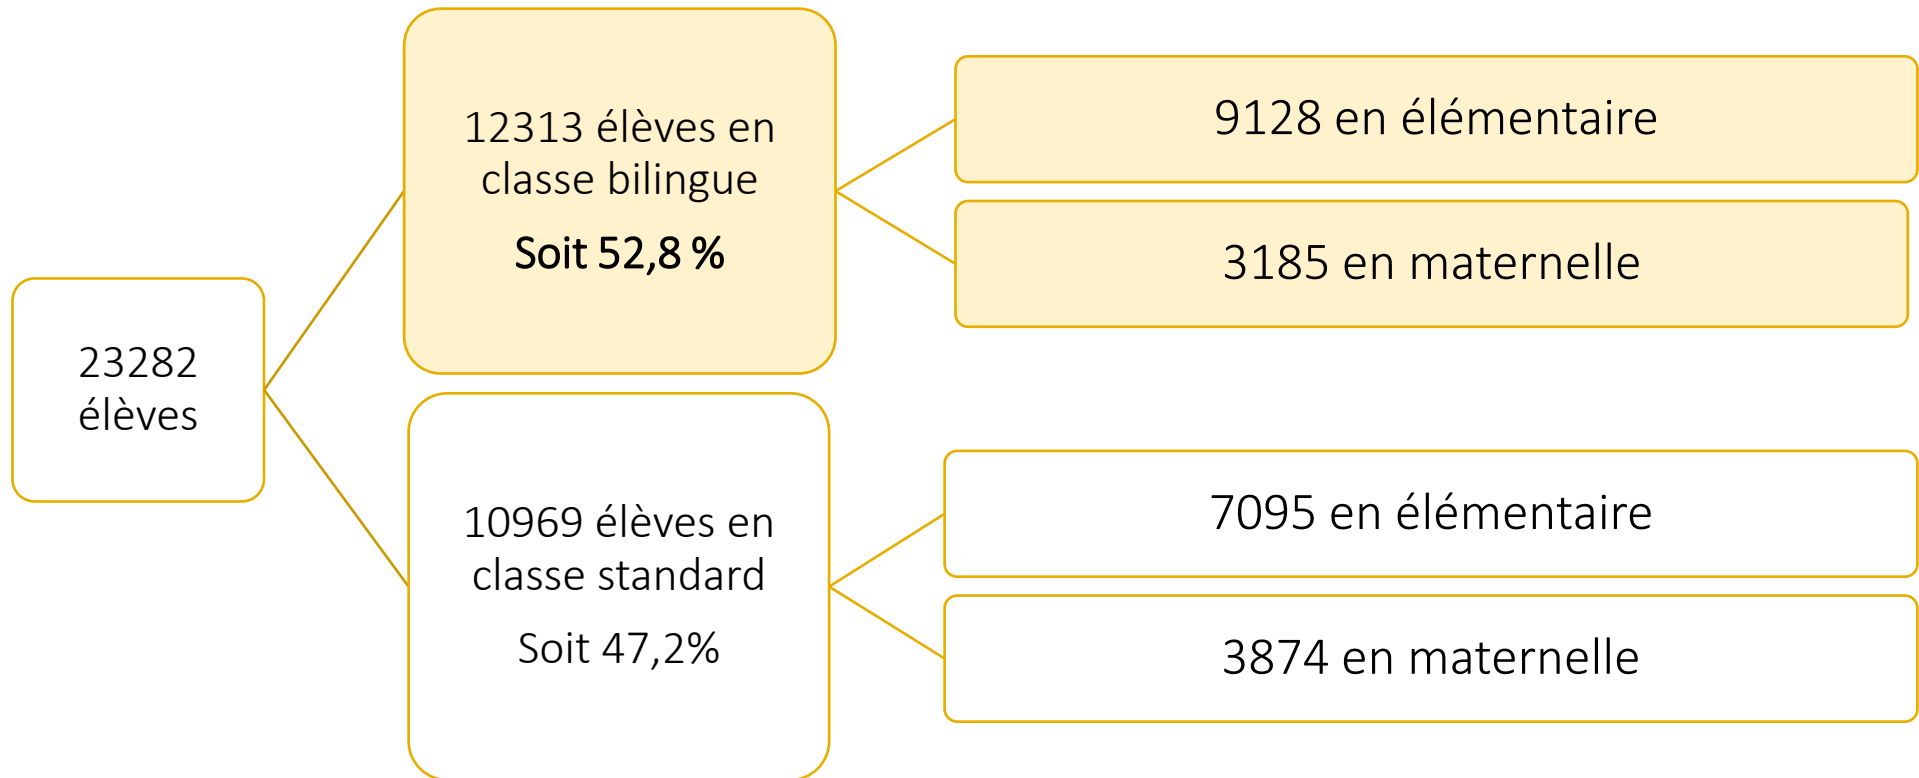 23282
élèves
12313 élèves en
classe bilingue
Soit 52,8 %
9128 en élémentaire
3185 en maternelle
10969 élèves en
classe standard
Soit 47,2%
7095 en élémentaire
3874 en maternelle